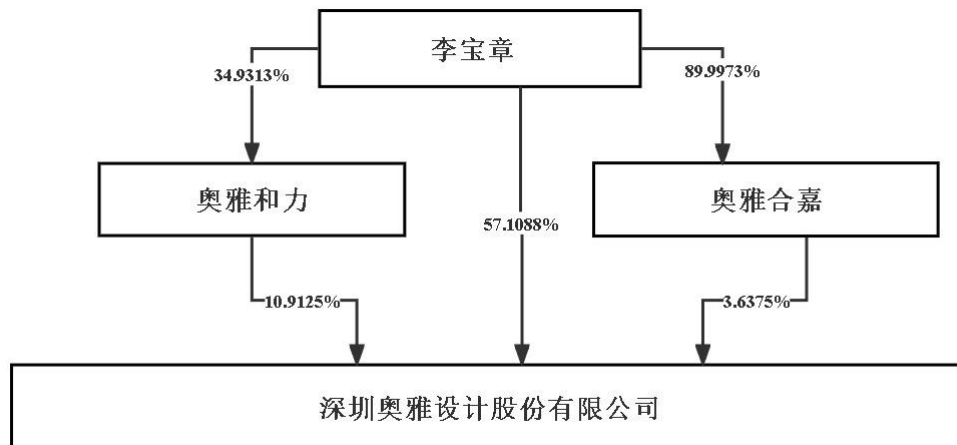 李宝章
34.9313%
89.9973%
奥雅和力
奥雅合嘉
57.1088%
10.9125%
3.6375%
深圳奥雅设计股份有限公司